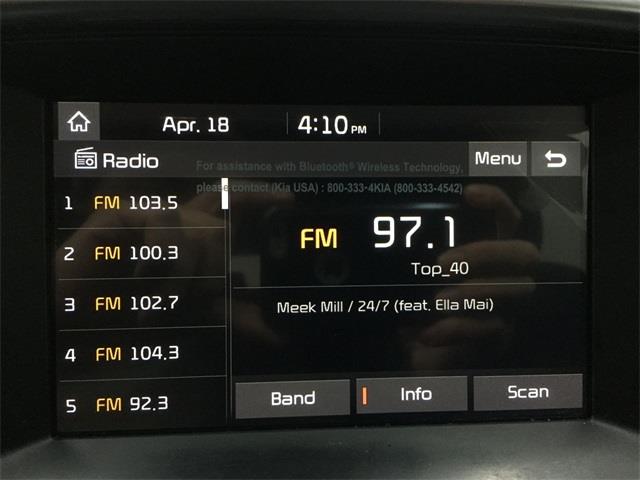 Apr. 18 4:10 PM
Radio Menu
For assistance with Bluetooth® Wireless Technology,
please contact (Kia USA) : 800-333-4KIA (800-333-4542)
1 FM 103.5
2 FM 100.3
3 FM 102.7
4 FM 104.3
5 FM 92.3
FM 97.1
Top_40
Meek Mill / 24/7 (feat. Ella Mai)
Band Info Scan